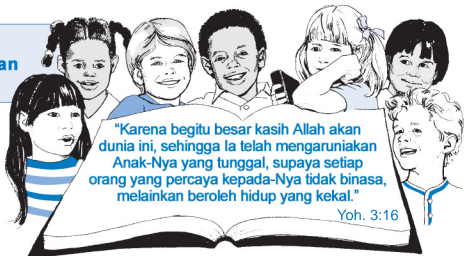 an
“Karena begitu besar kasih Allah akan
dunia ini, sehingga Ia telah mengaruniakan
Anak-Nya yang tunggal, supaya setiap
orang yang percaya kepada-Nya tidak binasa,
melainkan beroleh hidup yang kekal.”
Yoh. 3:16